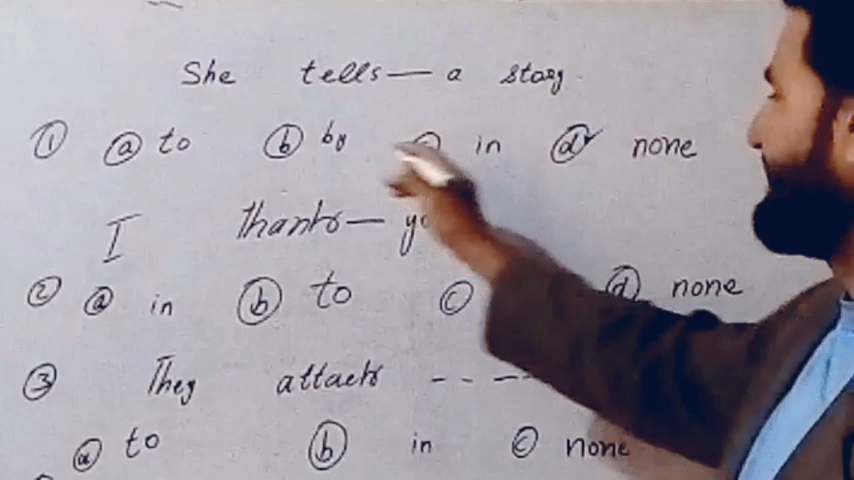 She tells — a story
① ⓐ to ⓑ by ⓒ in ⓓ none
I thanks —
② ⓐ in ⓑ to ⓒ ⓓ none
③ They attacks - - - -
ⓐ to ⓑ in ⓒ none